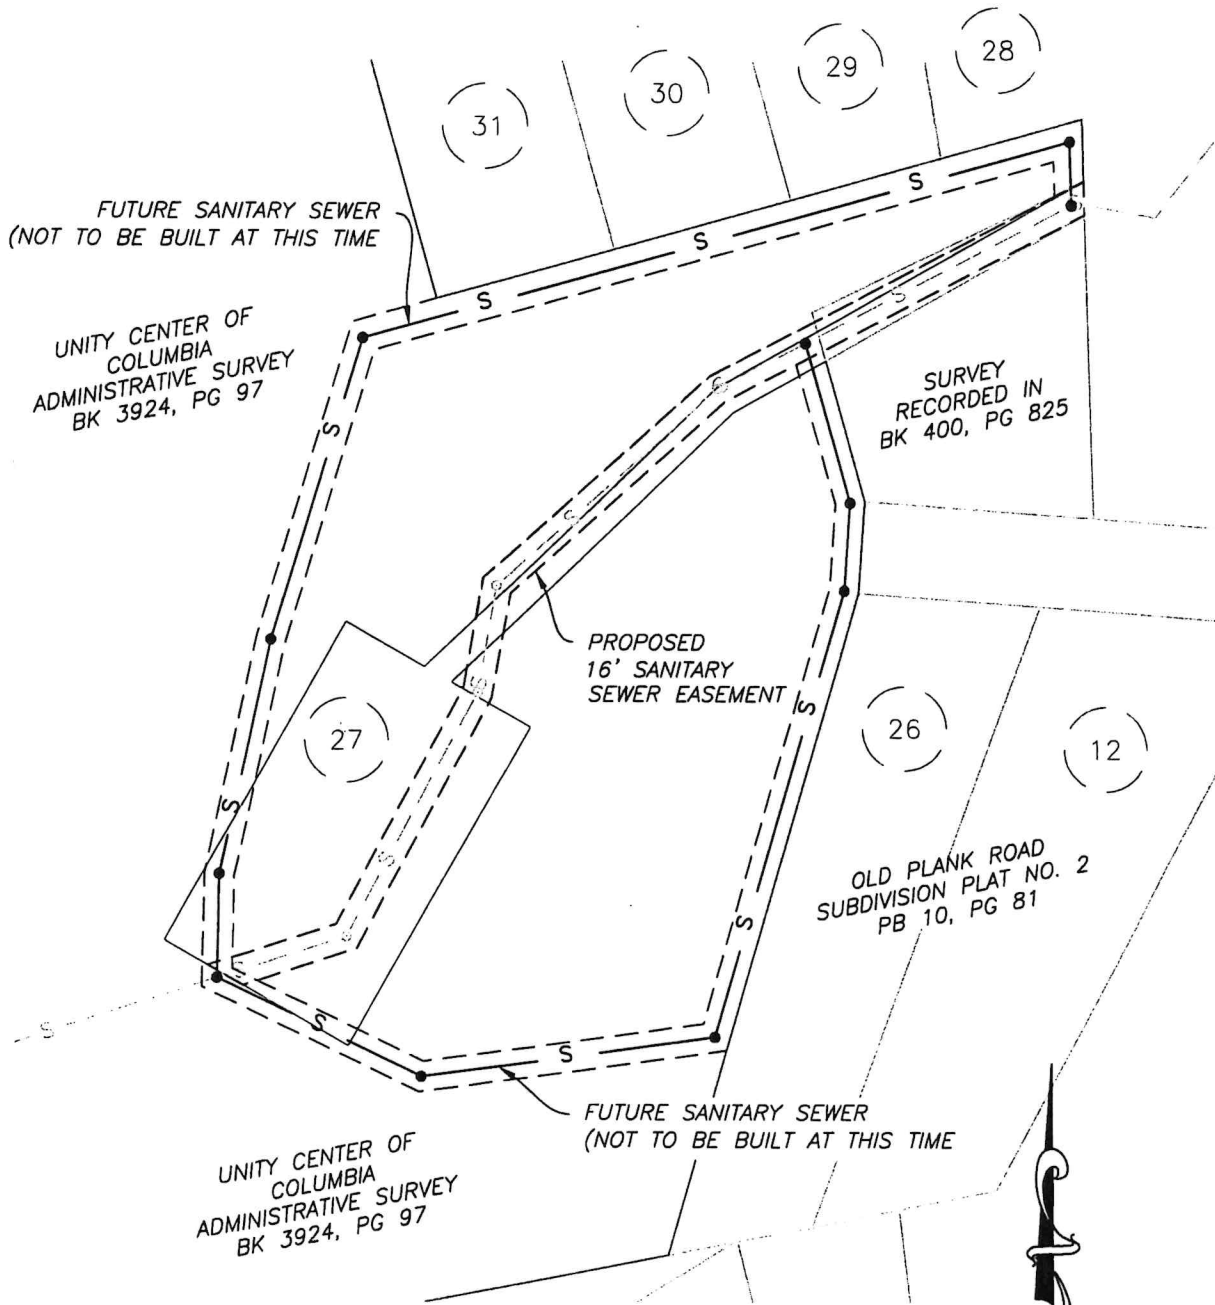 31
30
29
28
S
S
S
FUTURE SANITARY SEWER
(NOT TO BE BUILT AT THIS TIME
S
UNITY CENTER OF
COLUMBIA
ADMINISTRATIVE SURVEY
BK 3924, PG 97
SURVEY
RECORDED IN
BK 400, PG 825
S
S
PROPOSED
16' SANITARY
SEWER EASEMENT
S
S
27
26
12
S
S
OLD PLANK ROAD
SUBDIVISION PLAT NO. 2
PB 10, PG 81
S
S
S
S
S
FUTURE SANITARY SEWER
(NOT TO BE BUILT AT THIS TIME
UNITY CENTER OF
COLUMBIA
ADMINISTRATIVE SURVEY
BK 3924, PG 97